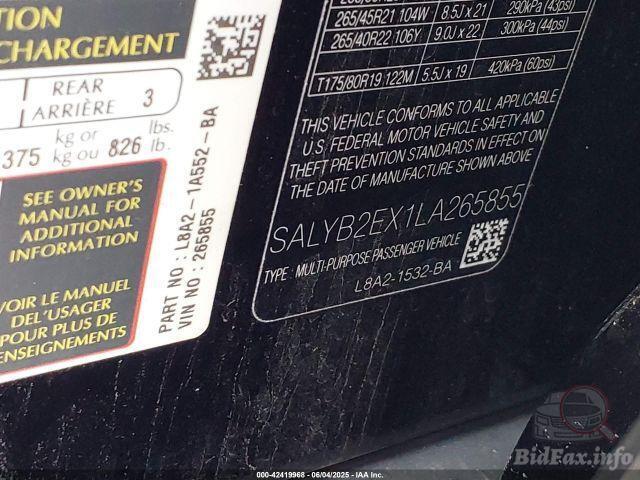 TION
CHARGEMENT
REAR
ARRIÈRE 3
375 kg or
kg ou 826 lbs.
lb.
SEE OWNER'S
MANUAL FOR
ADDITIONAL
INFORMATION
VOIR LE MANUEL
DEL'USAGER
POUR PLUS DE
ENSEIGNEMENTS
PART NO : L8A2-1A552-BA
VIN NO : 265855
265/45R21 104W 8.5J x 21 290kPa (43psi)
265/40R22 106Y 9.0J x 22 300kPa (44psi)
T175/80R19 122M 5.5J x 19 420kPa (60psi)
THIS VEHICLE CONFORMS TO ALL APPLICABLE
U.S. FEDERAL MOTOR VEHICLE SAFETY AND
THEFT PREVENTION STANDARDS IN EFFECT ON
THE DATE OF MANUFACTURE SHOWN ABOVE
SALYB2EX1LA265855
TYPE : MULTI-PURPOSE PASSENGER VEHICLE
L8A2-1532-BA
BidFax.info
000-42419968 - 06/04/2025 - IAA Inc.